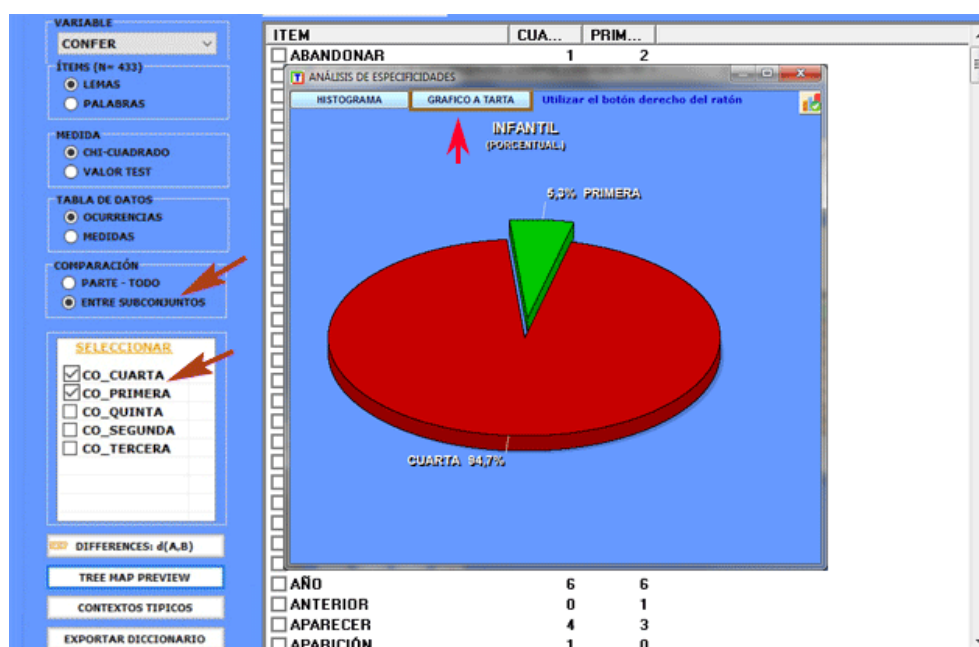 VARIABLE
CONFER
ÍTEMS (N= 433)
LEMAS
PALABRAS
MEDIDA
CHI-CUADRADO
VALOR TEST
TABLA DE DATOS
OCURRENCIAS
MEDIDAS
COMPARACIÓN
PARTE - TODO
ENTRE SUBCONJUNTOS
SELECCIONAR
CO_CUARTA
CO_PRIMERA
CO_QUINTA
CO_SEGUNDA
CO_TERCERA
DIFFERENCES: d(A,B)
TREE MAP PREVIEW
CONTEXTOS TIPICOS
EXPORTAR DICCIONARIO
ITEM CUA... PRIM...
ABANDONAR 1 2
ANÁLISIS DE ESPECIFICIDADES
HISTOGRAMA GRAFICO A TARTA Utilizar el botón derecho del ratón
INFANTIL
(PORCENTUAL)
5,3% PRIMERA
CUARTA 94,7%
AÑO 6 6
ANTERIOR 0 1
APARECER 4 3
APARICIÓN 1 0